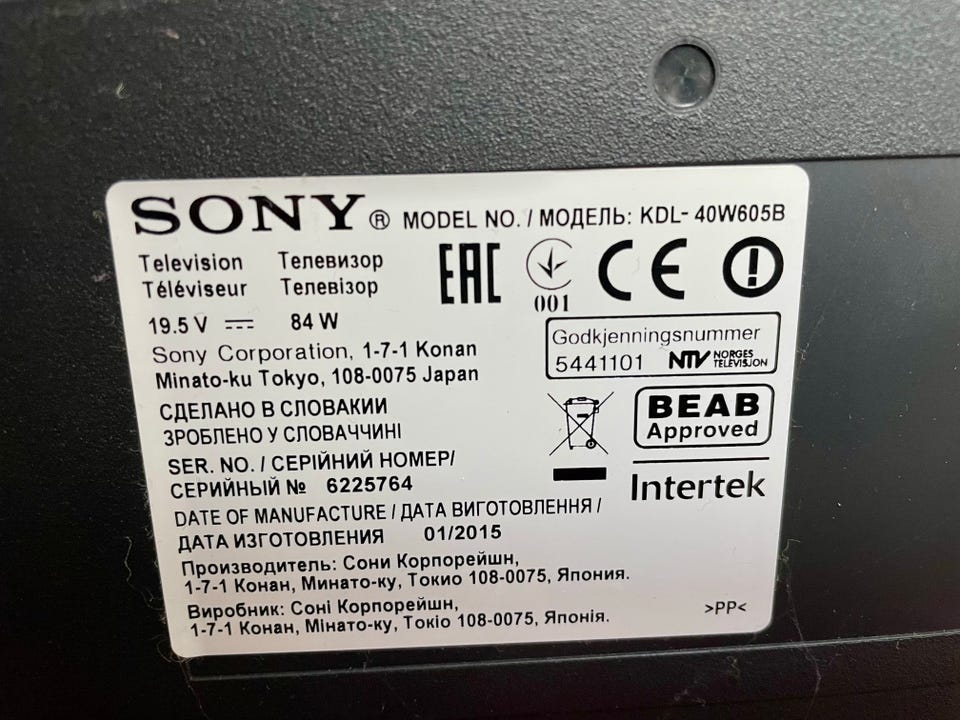 SONY® MODEL NO. / МОДЕЛЬ: KDL- 40W605B
Television Телевизор
Téléviseur Телевізор
EAC
001
CE
19.5 V 84 W
Godkjenningsnummer
5441101 NTV NORGES TELEVISJON
Sony Corporation, 1-7-1 Konan
Minato-ku Tokyo, 108-0075 Japan
СДЕЛАНО В СЛОВАКИИ
ЗРОБЛЕНО У СЛОВАЧЧИНІ
BEAB
Approved
Intertek
SER. NO. / СЕРІЙНИЙ НОМЕР/
СЕРИЙНЫЙ № 6225764
DATE OF MANUFACTURE / ДАТА ВИГОТОВЛЕННЯ /
ДАТА ИЗГОТОВЛЕНИЯ 01/2015
Производитель: Сони Корпорейшн,
1-7-1 Конан, Минато-ку, Токио 108-0075, Япония.
Виробник: Соні Корпорейшн,
1-7-1 Конан, Мінато-ку, Токіо 108-0075, Японія.
>PP<